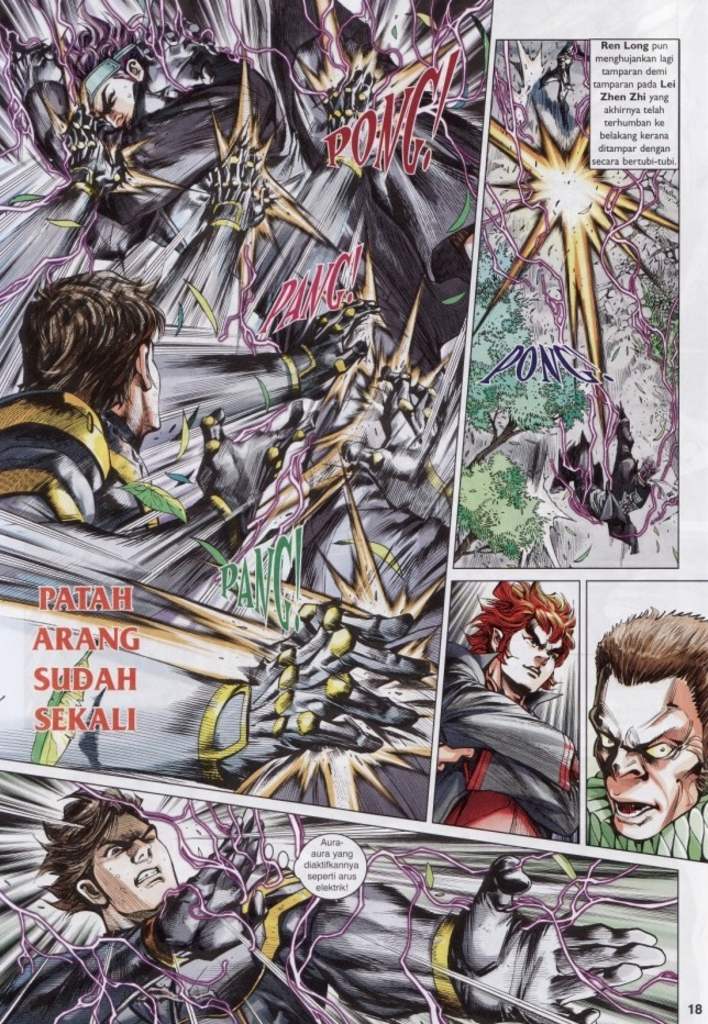 PONG!
Ren Long pun
menghujankan lagi
tamparan demi
tamparan pada Lei
Zhen Zhi yang
akhirnya telah
terhumban ke
belakang kerana
ditampar dengan
secara bertubi-tubi.
PANG!
PONG!
PANG!
PATAH
ARANG
SUDAH
SEKALI
Aura-
aura yang
diaktifkannya
seperti arus
elektrik!
18